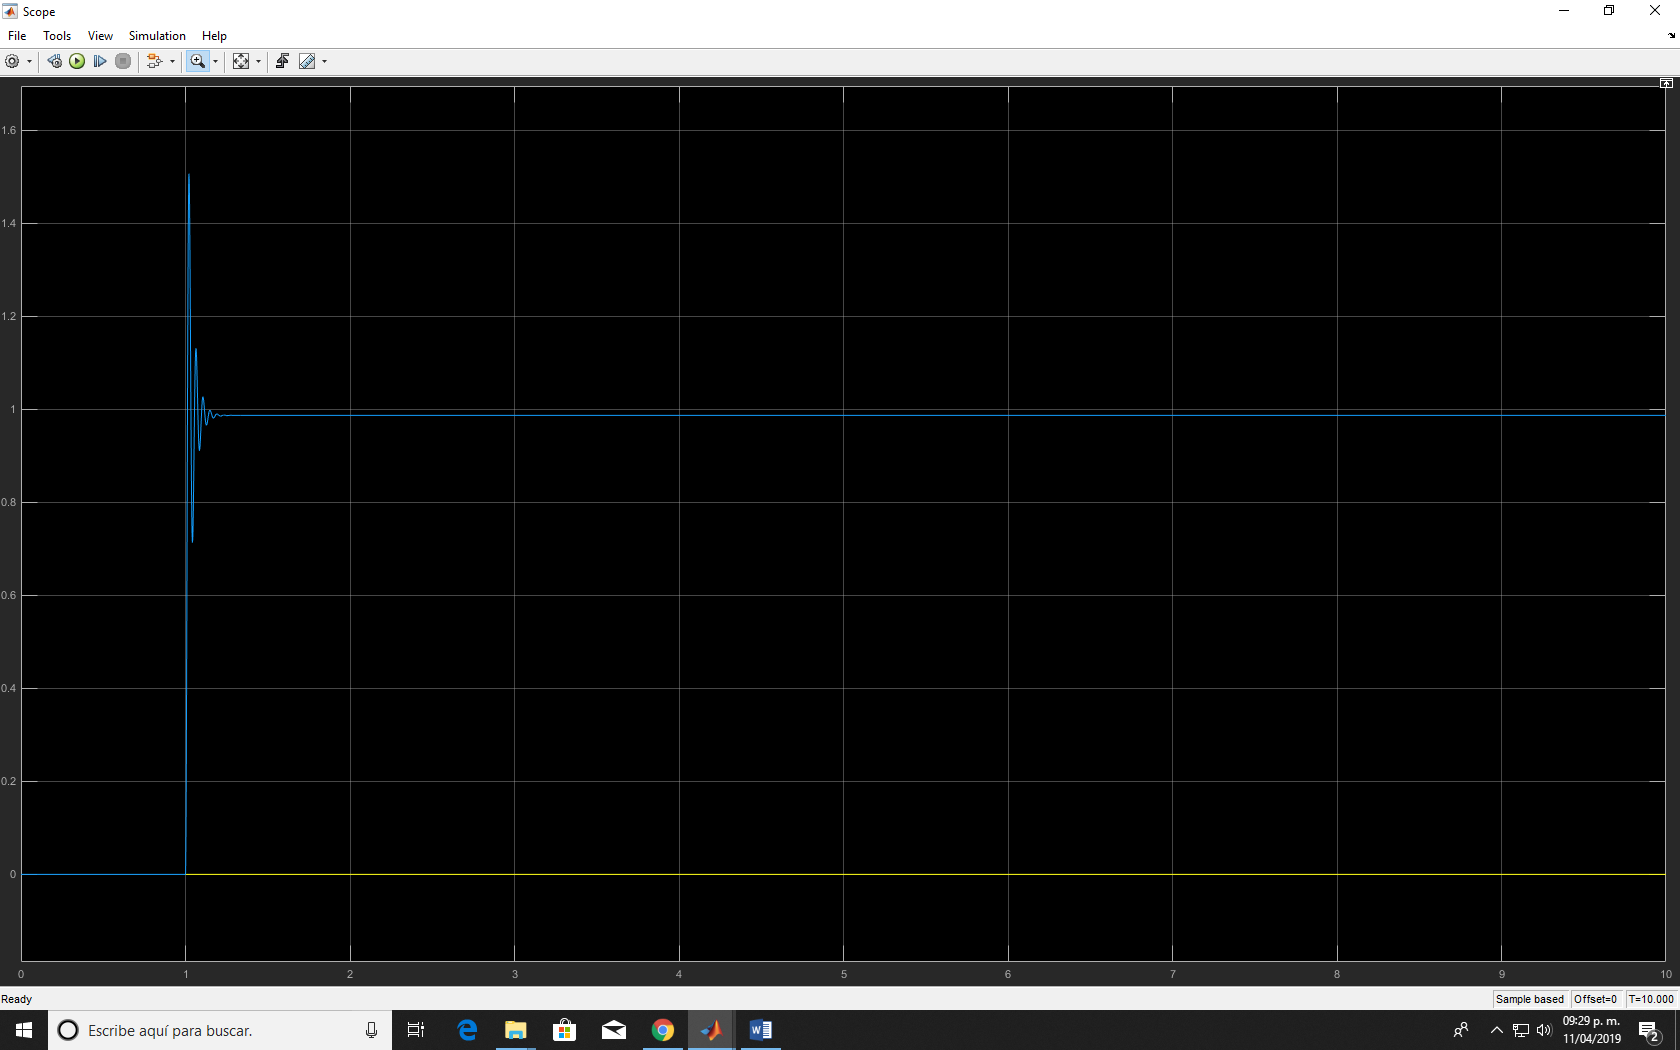 Scope
File Tools View Simulation Help
1.6
1.4
1.2
1
0.8
0.6
0.4
0.2
0
0 1 2 3 4 5 6 7 8 9 10
Ready Sample based Offset=0 T=10.000
Escribe aquí para buscar. 09:29 p. m.
11/04/2019 2